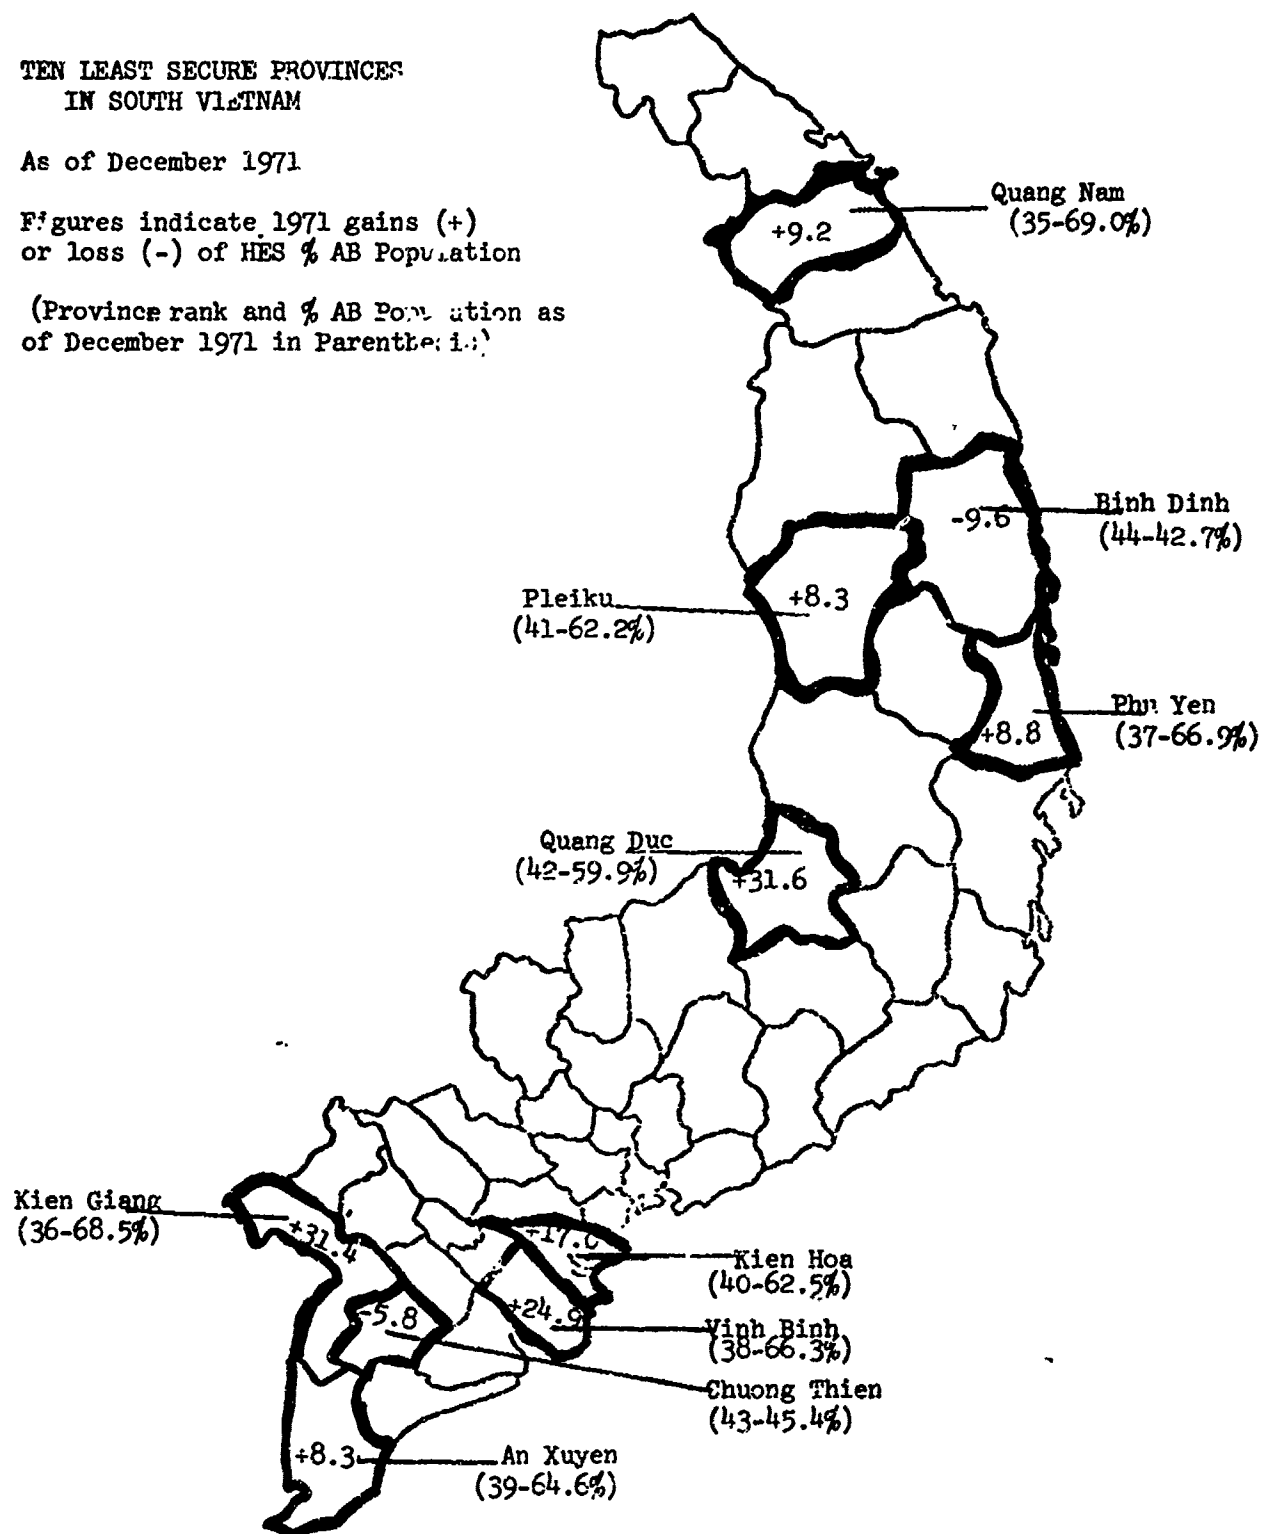 TEN LEAST SECURE PROVINCES
IN SOUTH VIETNAM
As of December 1971
Figures indicate 1971 gains (+)
or loss (-) of HES % AB Population
(Province rank and % AB Population as
of December 1971 in Parenthesis)
Quang Nam
(35-69.0%)
+9.2
Binh Dinh
(44-42.7%)
-9.6
Pleiku
(41-62.2%)
+8.3
Phu Yen
(37-66.9%)
+8.8
Quang Duc
(42-59.9%)
+31.6
Kien Giang
(36-68.5%)
+31.4
Kien Hoa
(40-62.5%)
+24.9
Vinh Binh
(38-66.3%)
-5.8
Chuong Thien
(43-45.4%)
+8.3
An Xuyen
(39-64.6%)